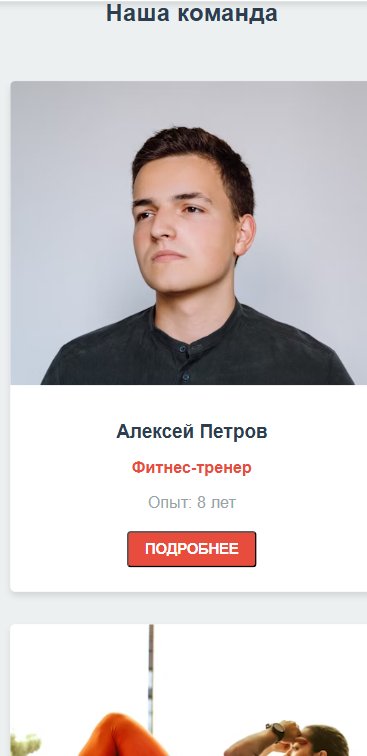 Наша команда
Алексей Петров
Фитнес-тренер
Опыт: 8 лет
ПОДРОБНЕЕ